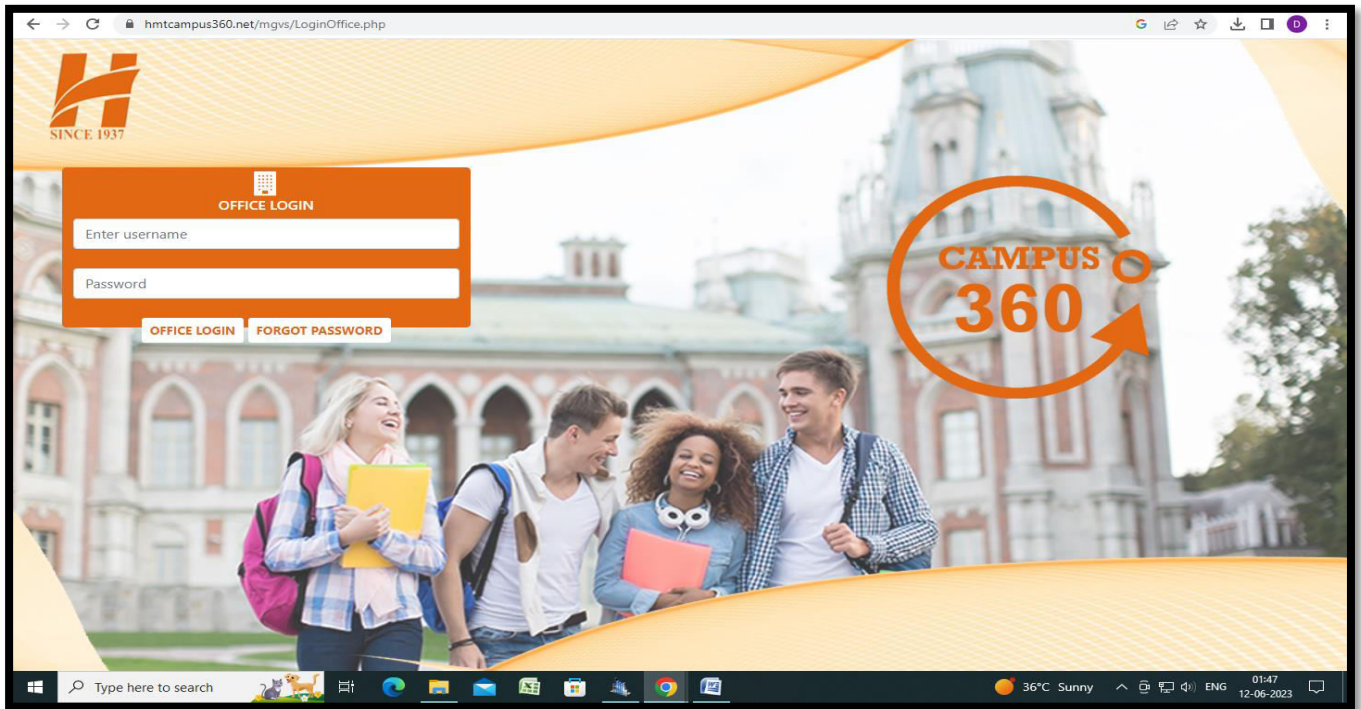 hmtcampus360.net/mgvs/LoginOffice.php
G
D
H
SINCE 1937
OFFICE LOGIN
Enter username
Password
OFFICE LOGIN FORGOT PASSWORD
CAMPUS
360
Type here to search
36°C Sunny
ENG
01:47
12-06-2023